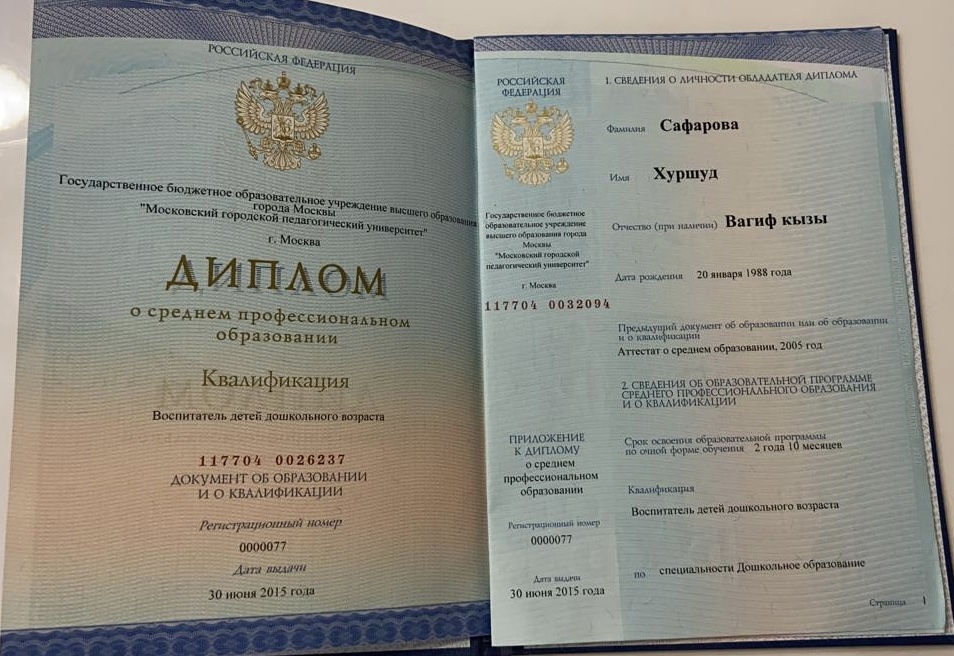 РОССИЙСКАЯ ФЕДЕРАЦИЯ
Государственное бюджетное образовательное учреждение высшего образования
города Москвы
"Московский городской педагогический университет"
г. Москва
ДИПЛОМ
о среднем профессиональном
образовании
Квалификация
Воспитатель детей дошкольного возраста
117704 0026237
ДОКУМЕНТ ОБ ОБРАЗОВАНИИ
И О КВАЛИФИКАЦИИ
Регистрационный номер
0000077
Дата выдачи
30 июня 2015 года
РОССИЙСКАЯ
ФЕДЕРАЦИЯ
Государственное бюджетное
образовательное учреждение
высшего образования города
Москвы
"Московский городской
педагогический университет"
г. Москва
117704 0032094
ПРИЛОЖЕНИЕ
К ДИПЛОМУ
о среднем
профессиональном
образовании
Регистрационный номер
0000077
Дата выдачи
30 июня 2015 года
1. СВЕДЕНИЯ О ЛИЧНОСТИ ОБЛАДАТЕЛЯ ДИПЛОМА
Фамилия Сафарова
Имя Хуршуд
Отчество (при наличии) Вагиф кызы
Дата рождения 20 января 1988 года
Предыдущий документ об образовании или об образовании
и о квалификации
Аттестат о среднем образовании, 2005 год
2. СВЕДЕНИЯ ОБ ОБРАЗОВАТЕЛЬНОЙ ПРОГРАММЕ
СРЕДНЕГО ПРОФЕССИОНАЛЬНОГО ОБРАЗОВАНИЯ
И О КВАЛИФИКАЦИИ
Срок освоения образовательной программы
по очной форме обучения 2 года 10 месяцев
Квалификация
Воспитатель детей дошкольного возраста
по специальности Дошкольное образование
Страница 1